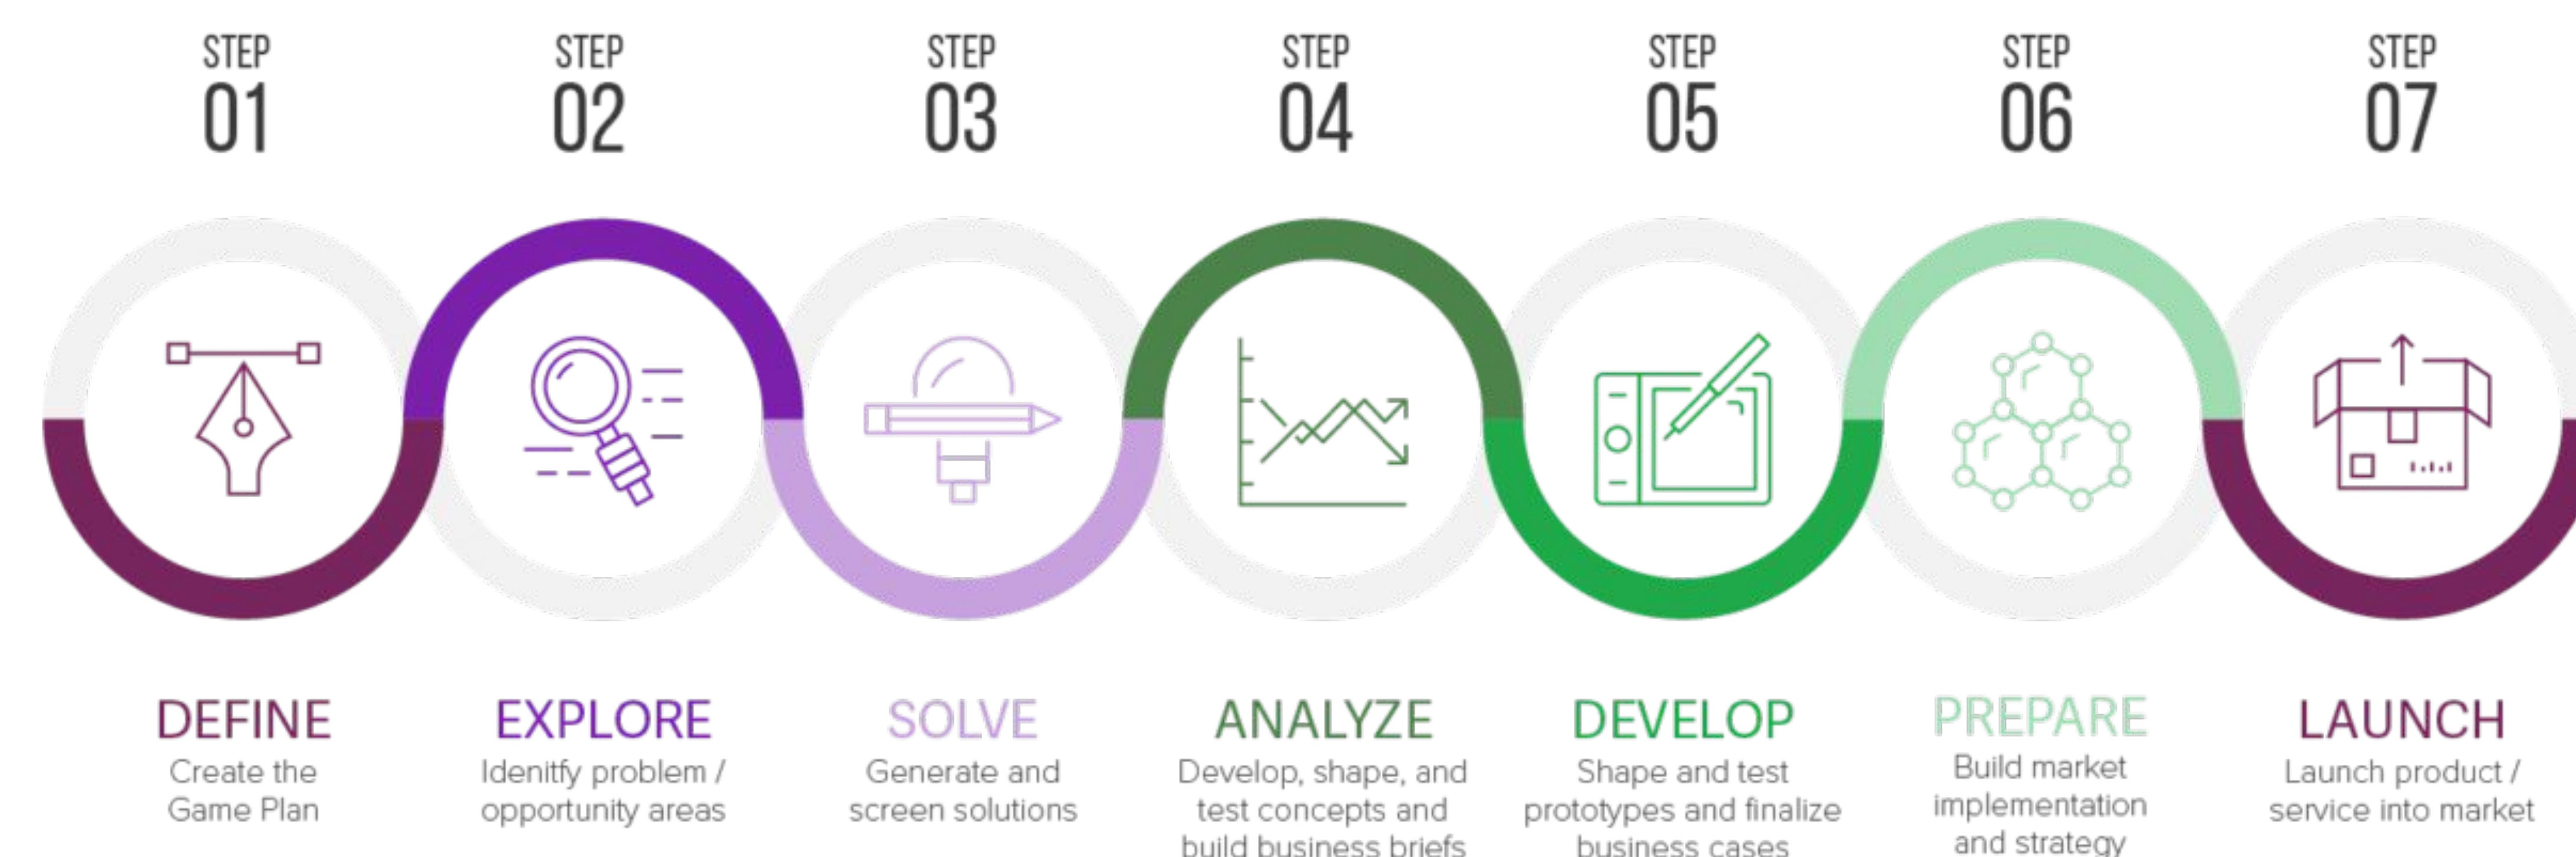 STEP
01
STEP
02
STEP
03
STEP
04
STEP
05
STEP
06
STEP
07
DEFINE
Create the
Game Plan
EXPLORE
Idenitfy problem /
opportunity areas
SOLVE
Generate and
screen solutions
ANALYZE
Develop, shape, and
test concepts and
build business briefs
DEVELOP
Shape and test
prototypes and finalize
business cases
PREPARE
Build market
implementation
and strategy
LAUNCH
Launch product /
service into market